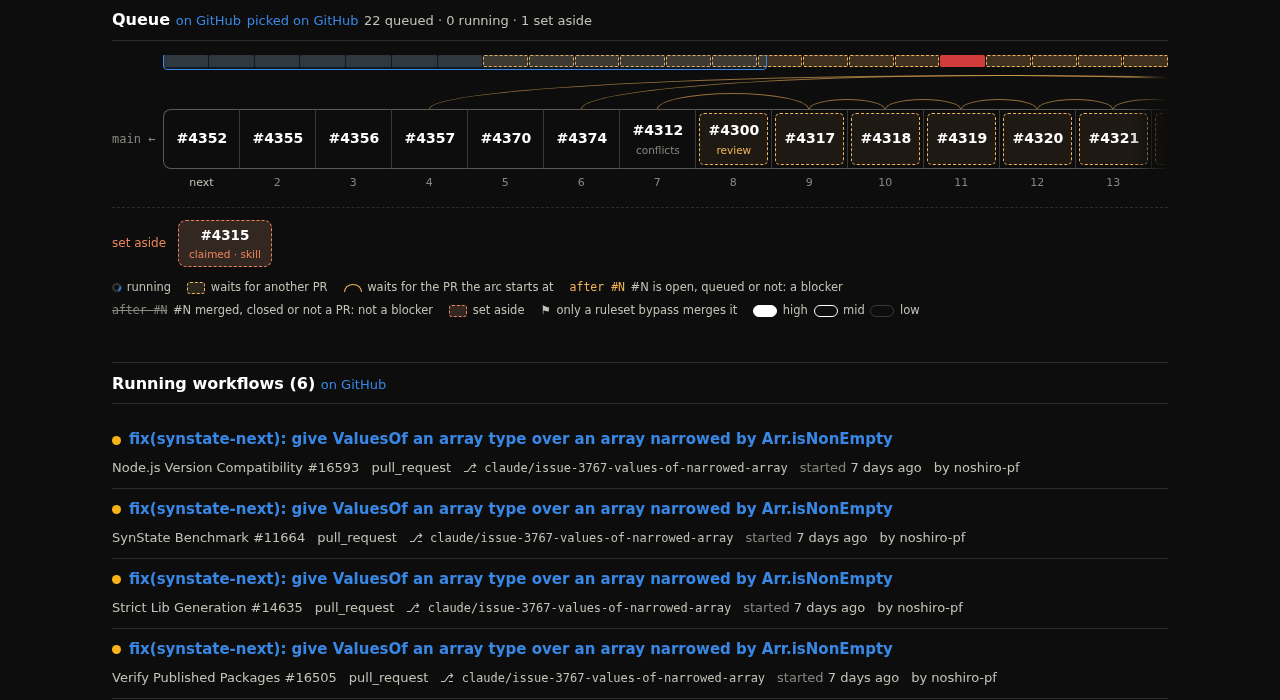 Queue on GitHub picked on GitHub 22 queued · 0 running · 1 set aside
main ← #4352 #4355 #4356 #4357 #4370 #4374 #4312 conflicts #4300 review #4317 #4318 #4319 #4320 #4321
next 2 3 4 5 6 7 8 9 10 11 12 13
set aside #4315 claimed · skill
running waits for another PR waits for the PR the arc starts at after #N #N is open, queued or not: a blocker
after #N #N merged, closed or not a PR: not a blocker set aside ⚑ only a ruleset bypass merges it high mid low
Running workflows (6) on GitHub
fix(synstate-next): give ValuesOf an array type over an array narrowed by Arr.isNonEmpty
Node.js Version Compatibility #16593 pull_request ⎇ claude/issue-3767-values-of-narrowed-array started 7 days ago by noshiro-pf
fix(synstate-next): give ValuesOf an array type over an array narrowed by Arr.isNonEmpty
SynState Benchmark #11664 pull_request ⎇ claude/issue-3767-values-of-narrowed-array started 7 days ago by noshiro-pf
fix(synstate-next): give ValuesOf an array type over an array narrowed by Arr.isNonEmpty
Strict Lib Generation #14635 pull_request ⎇ claude/issue-3767-values-of-narrowed-array started 7 days ago by noshiro-pf
fix(synstate-next): give ValuesOf an array type over an array narrowed by Arr.isNonEmpty
Verify Published Packages #16505 pull_request ⎇ claude/issue-3767-values-of-narrowed-array started 7 days ago by noshiro-pf